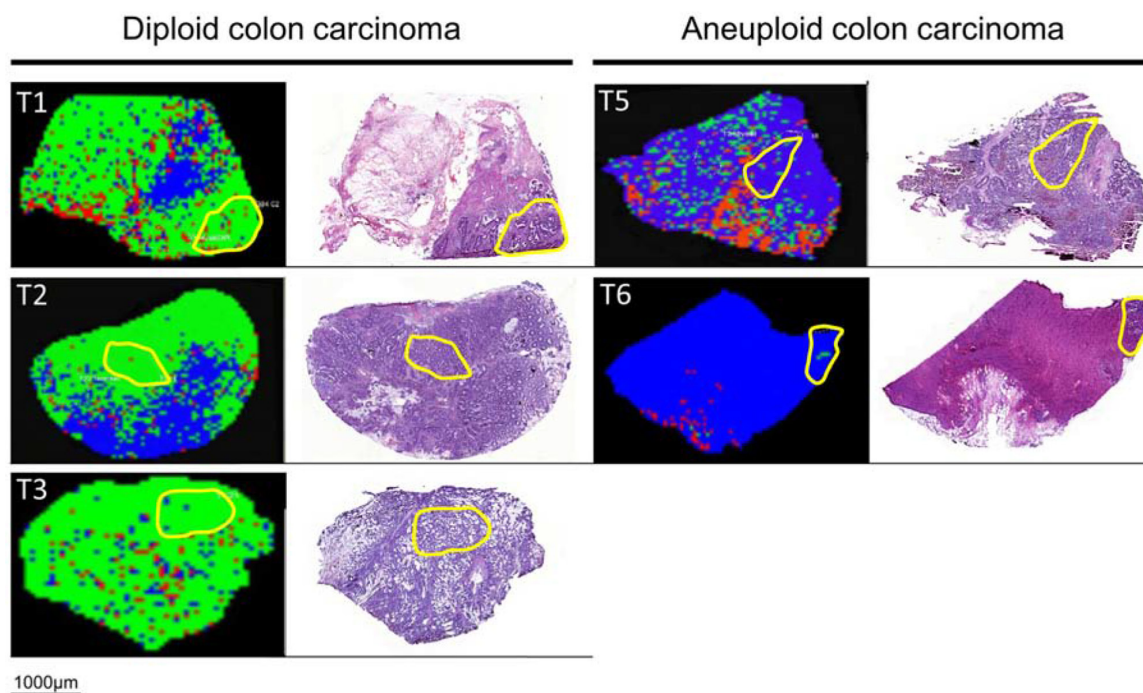 Diploid colon carcinoma
Aneuploid colon carcinoma
T1
T5
T2
T6
T3
1000µm